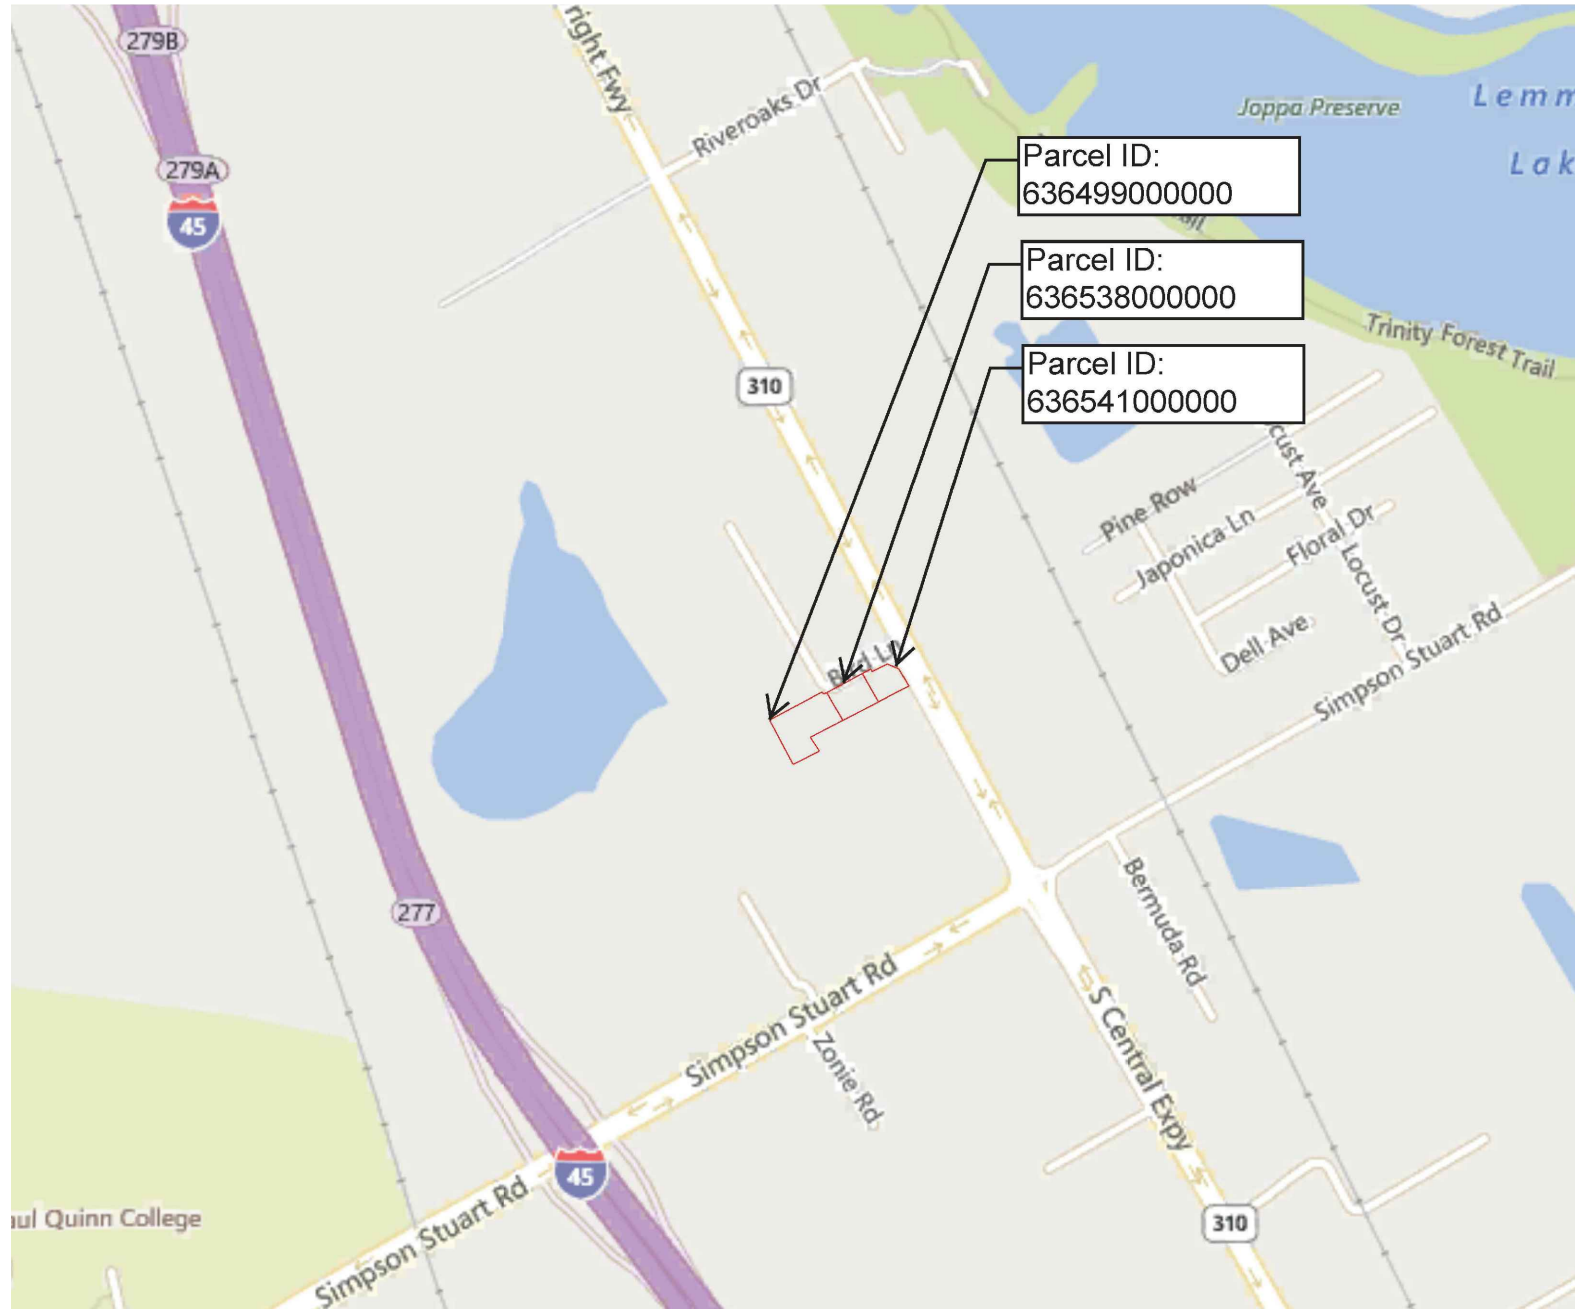 279B
right Fwy
Riveroaks Dr
Joppa Preserve
Lemm
Lak
279A
45
Parcel ID:
636499000000
Parcel ID:
636538000000
Trinity Forest Trail
310
Parcel ID:
636541000000
cust Ave
Pine Row
Japonica Ln
Floral Dr
Locust Dr
Dell Ave
Simpson Stuart Rd
277
Bermuda Rd
Simpson Stuart Rd
S Central Expy
Zonie Rd
45
aul Quinn College
Simpson Stuart Rd
310